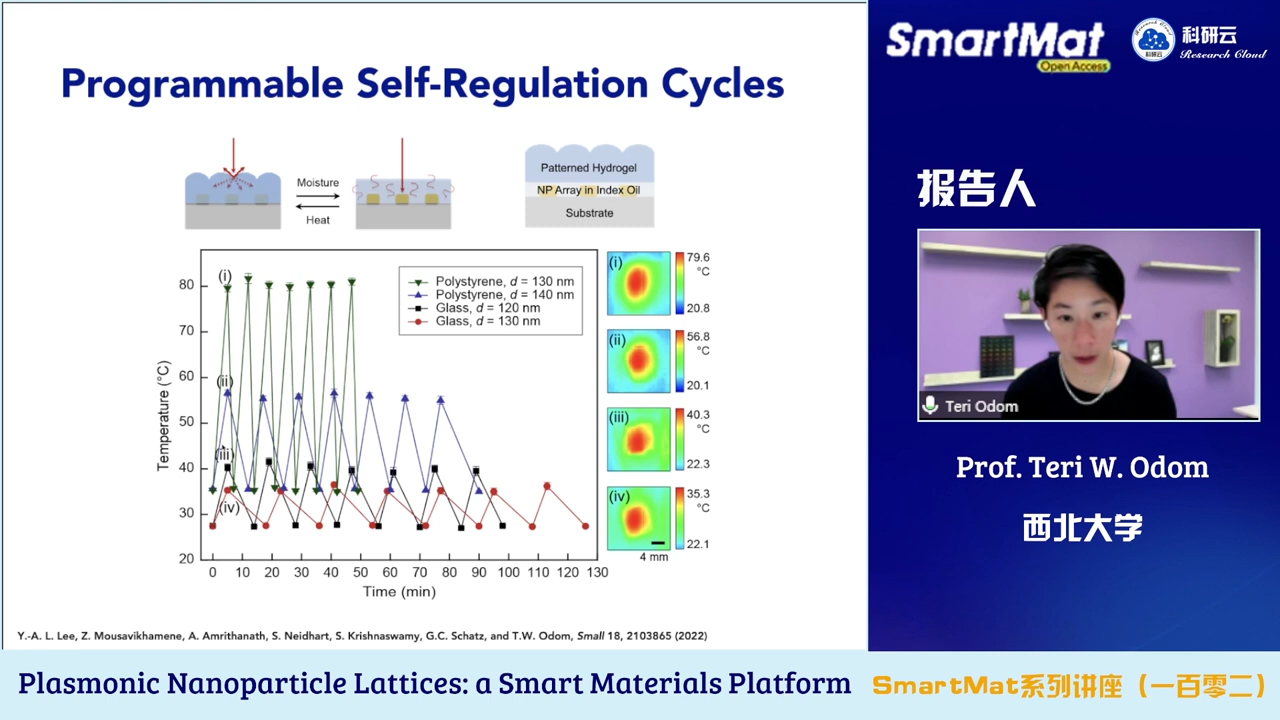 Programmable Self-Regulation Cycles
Moisture
Heat
Patterned Hydrogel
NP Array in Index Oil
Substrate
(i)
(ii)
(iii)
(iv)
Polystyrene, d = 130 nm
Polystyrene, d = 140 nm
Glass, d = 120 nm
Glass, d = 130 nm
Temperature (°C)
80
70
60
50
40
30
20
0 10 20 30 40 50 60 70 80 90 100 110 120 130
Time (min)
(i)
79.6
°C
20.8
(ii)
56.8
°C
20.1
(iii)
40.3
°C
22.3
(iv)
35.3
°C
22.1
4 mm
Y.-A. L. Lee, Z. Mousavikhamene, A. Amrithanath, S. Neidhart, S. Krishnaswamy, G.C. Schatz, and T.W. Odom, Small 18, 2103865 (2022)
SmartMat
Open Access
科研云
Research Cloud
报告人
Teri Odom
Prof. Teri W. Odom
西北大学
Plasmonic Nanoparticle Lattices: a Smart Materials Platform
SmartMat系列讲座（一百零二）